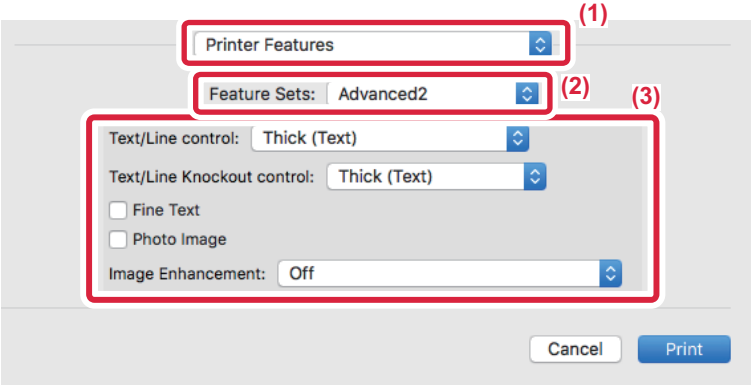 (1)
Printer Features
Feature Sets: Advanced2
(2)
(3)
Text/Line control: Thick (Text)
Text/Line Knockout control: Thick (Text)
Fine Text
Photo Image
Image Enhancement: Off
Cancel Print